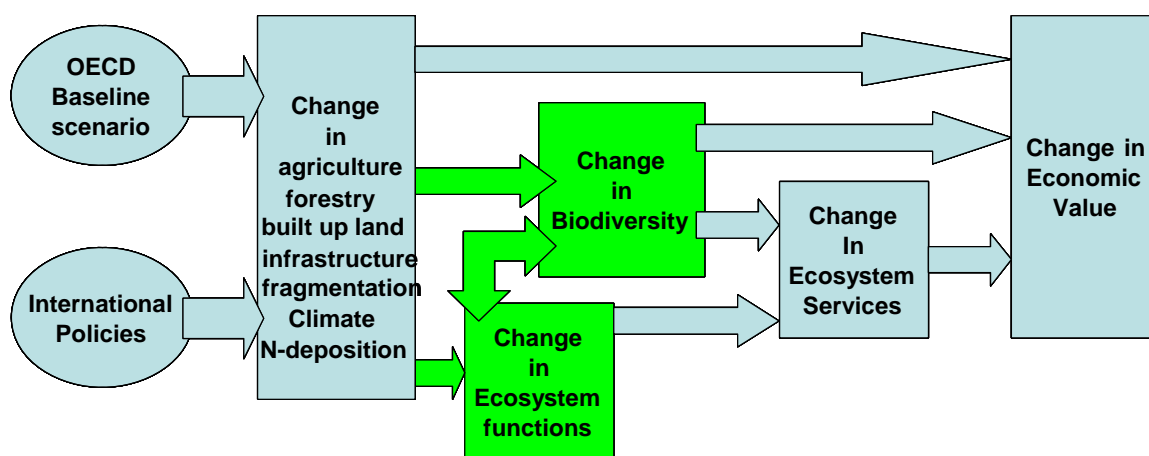 OECD
Baseline
scenario
International
Policies
Change
in
agriculture
forestry
built up land
infrastructure
fragmentation
Climate
N-deposition
Change
in
Biodiversity
Change
in
Ecosystem
functions
Change
In
Ecosystem
Services
Change in
Economic
Value